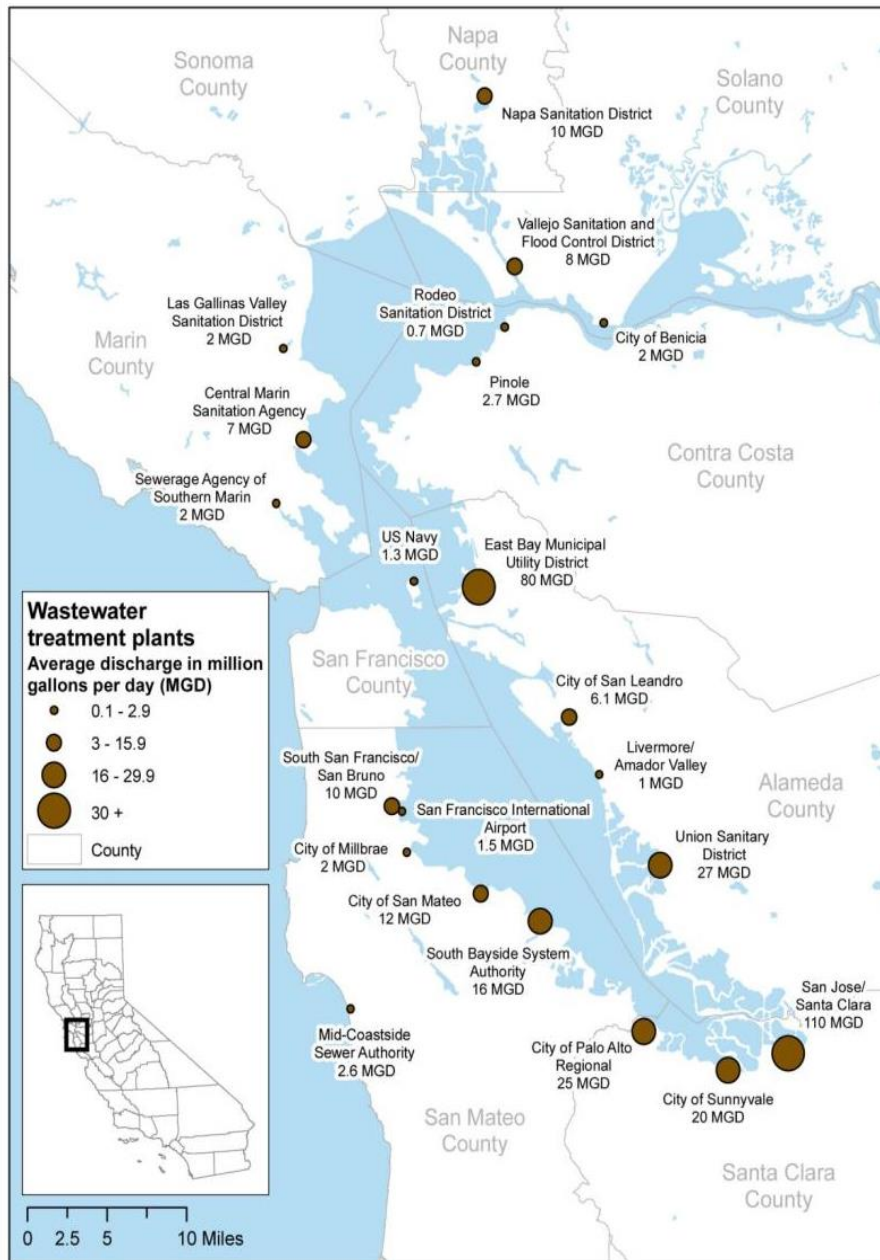 Sonoma
County
Napa
County
Solano
County
Napa Sanitation District
10 MGD
Vallejo Sanitation and
Flood Control District
8 MGD
Las Gallinas Valley
Sanitation District
2 MGD
Rodeo
Sanitation District
0.7 MGD
City of Benicia
2 MGD
Marin
County
Pinole
2.7 MGD
Central Marin
Sanitation Agency
7 MGD
Contra Costa
County
Sewerage Agency of
Southern Marin
2 MGD
US Navy
1.3 MGD
East Bay Municipal
Utility District
80 MGD
Wastewater
treatment plants
Average discharge in million
gallons per day (MGD)
0.1 - 2.9
3 - 15.9
16 - 29.9
30 +
County
San Francisco
County
City of San Leandro
6.1 MGD
Livermore/
Amador Valley
1 MGD
Alameda
County
South San Francisco/
San Bruno
10 MGD
San Francisco International
Airport
1.5 MGD
City of Millbrae
2 MGD
Union Sanitary
District
27 MGD
City of San Mateo
12 MGD
South Bayside System
Authority
16 MGD
San Jose/
Santa Clara
110 MGD
Mid-Coastside
Sewer Authority
2.6 MGD
City of Palo Alto
Regional
25 MGD
City of Sunnyvale
20 MGD
San Mateo
County
Santa Clara
County
0 2.5 5 10 Miles